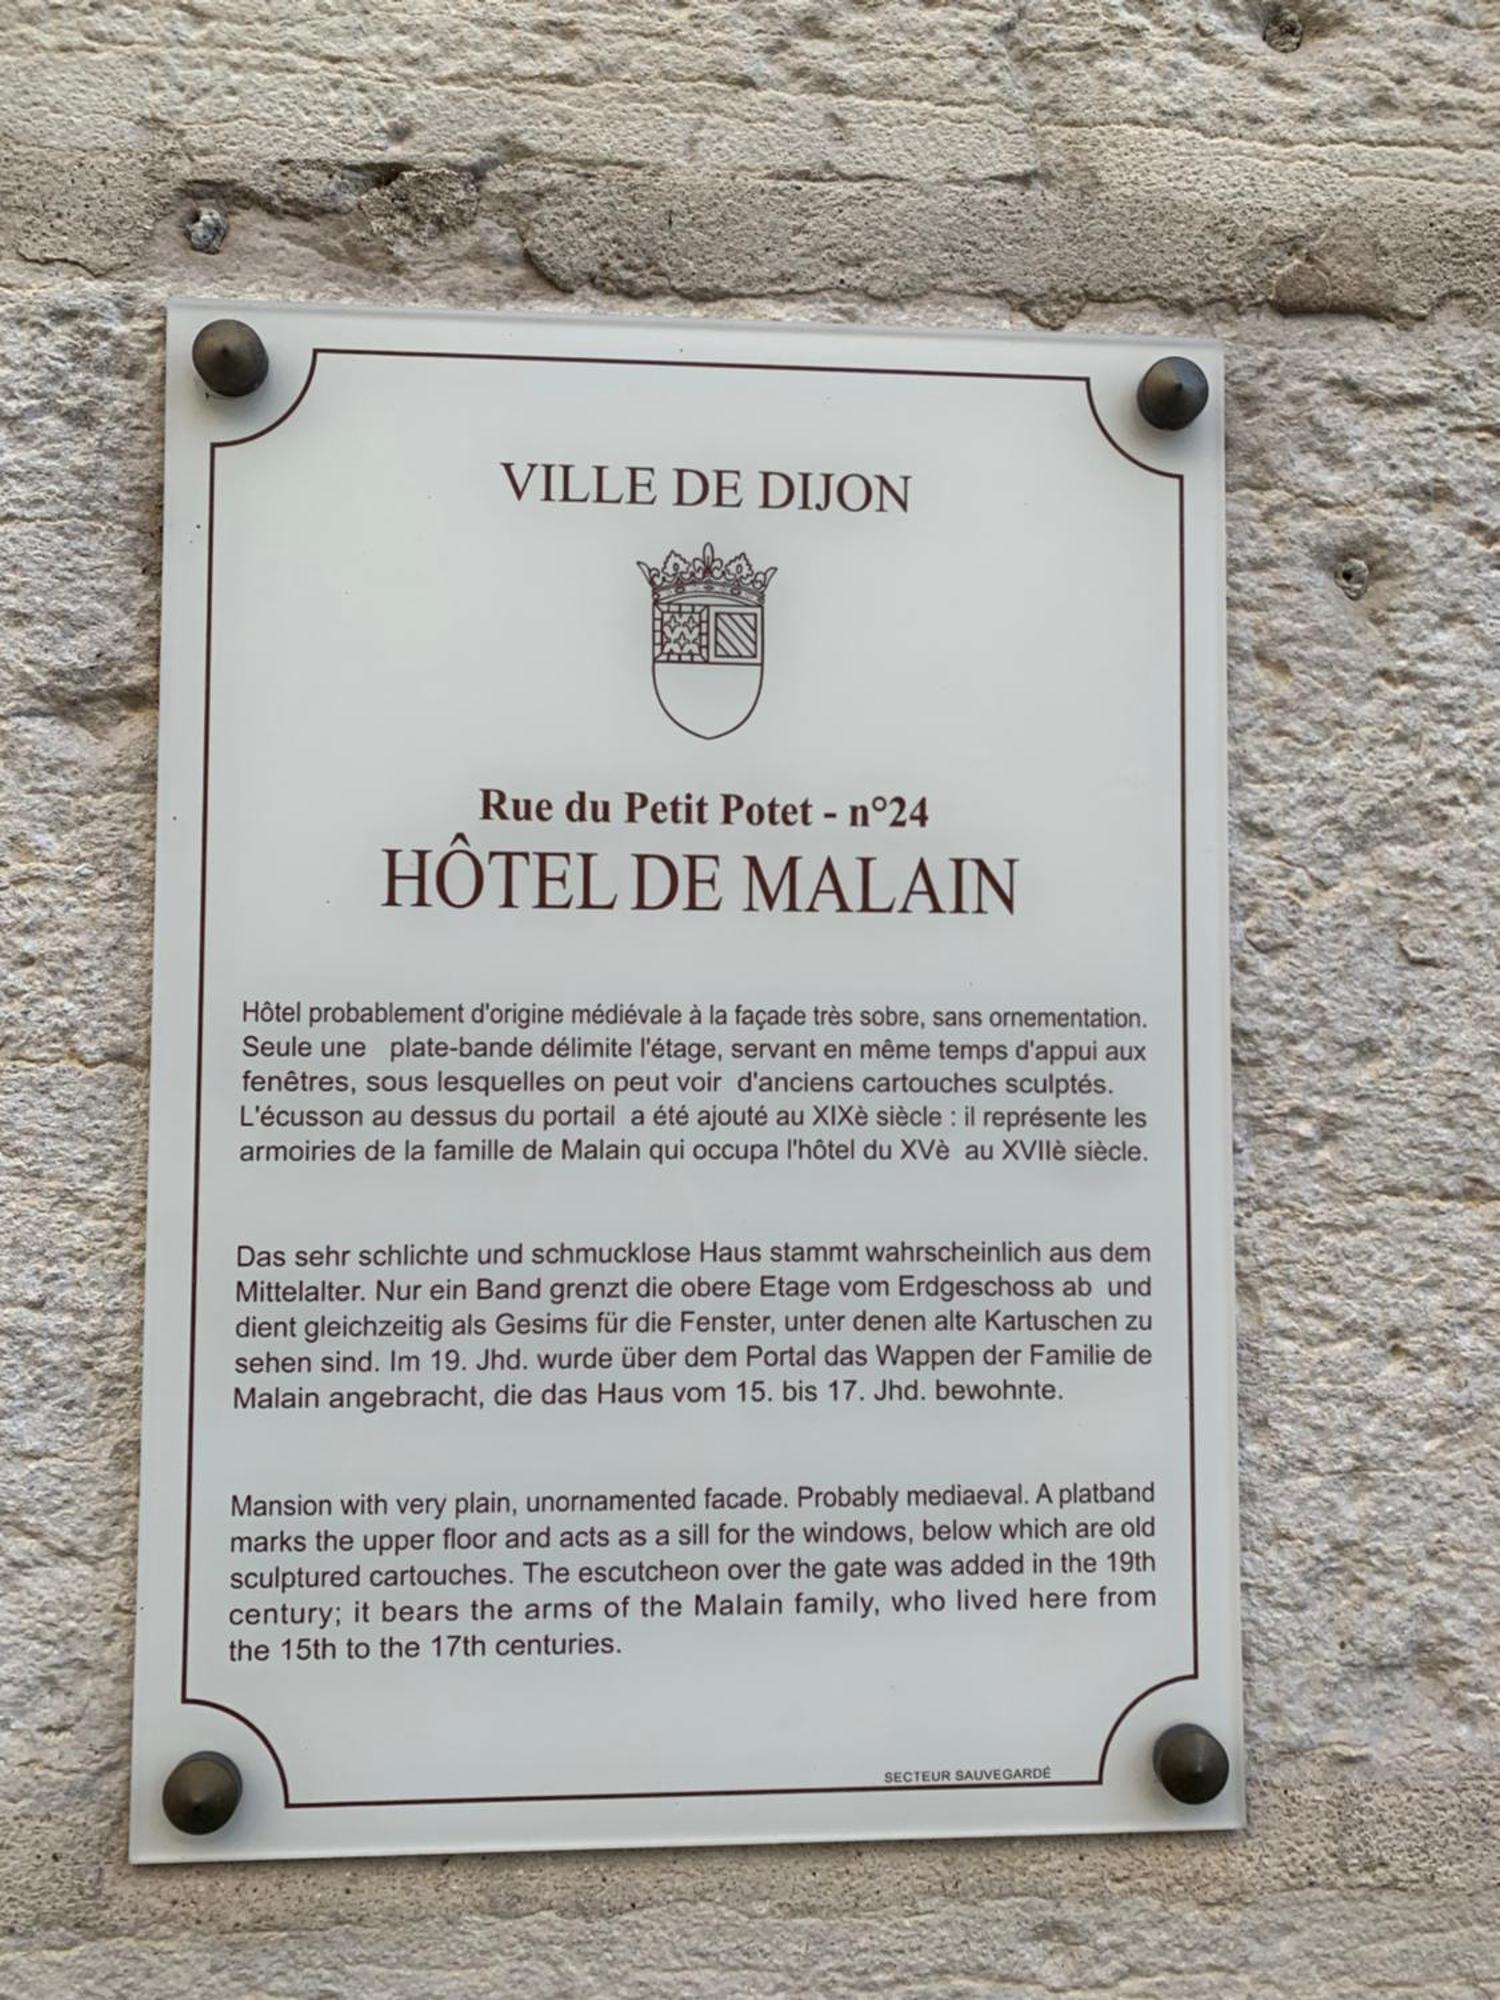 VILLE DE DIJON
Rue du Petit Potet - n°24
HÔTEL DE MALAIN
Hôtel probablement d'origine médiévale à la façade très sobre, sans ornementation.
Seule une plate-bande délimite l'étage, servant en même temps d'appui aux
fenêtres, sous lesquelles on peut voir d'anciens cartouches sculptés.
L'écusson au dessus du portail a été ajouté au XIXè siècle : il représente les
armoiries de la famille de Malain qui occupa l'hôtel du XVè au XVIIè siècle.
Das sehr schlichte und schmucklose Haus stammt wahrscheinlich aus dem
Mittelalter. Nur ein Band grenzt die obere Etage vom Erdgeschoss ab und
dient gleichzeitig als Gesims für die Fenster, unter denen alte Kartuschen zu
sehen sind. Im 19. Jhd. wurde über dem Portal das Wappen der Familie de
Malain angebracht, die das Haus vom 15. bis 17. Jhd. bewohnte.
Mansion with very plain, unornamented facade. Probably mediaeval. A platband
marks the upper floor and acts as a sill for the windows, below which are old
sculptured cartouches. The escutcheon over the gate was added in the 19th
century; it bears the arms of the Malain family, who lived here from
the 15th to the 17th centuries.
SECTEUR SAUVEGARDÉ